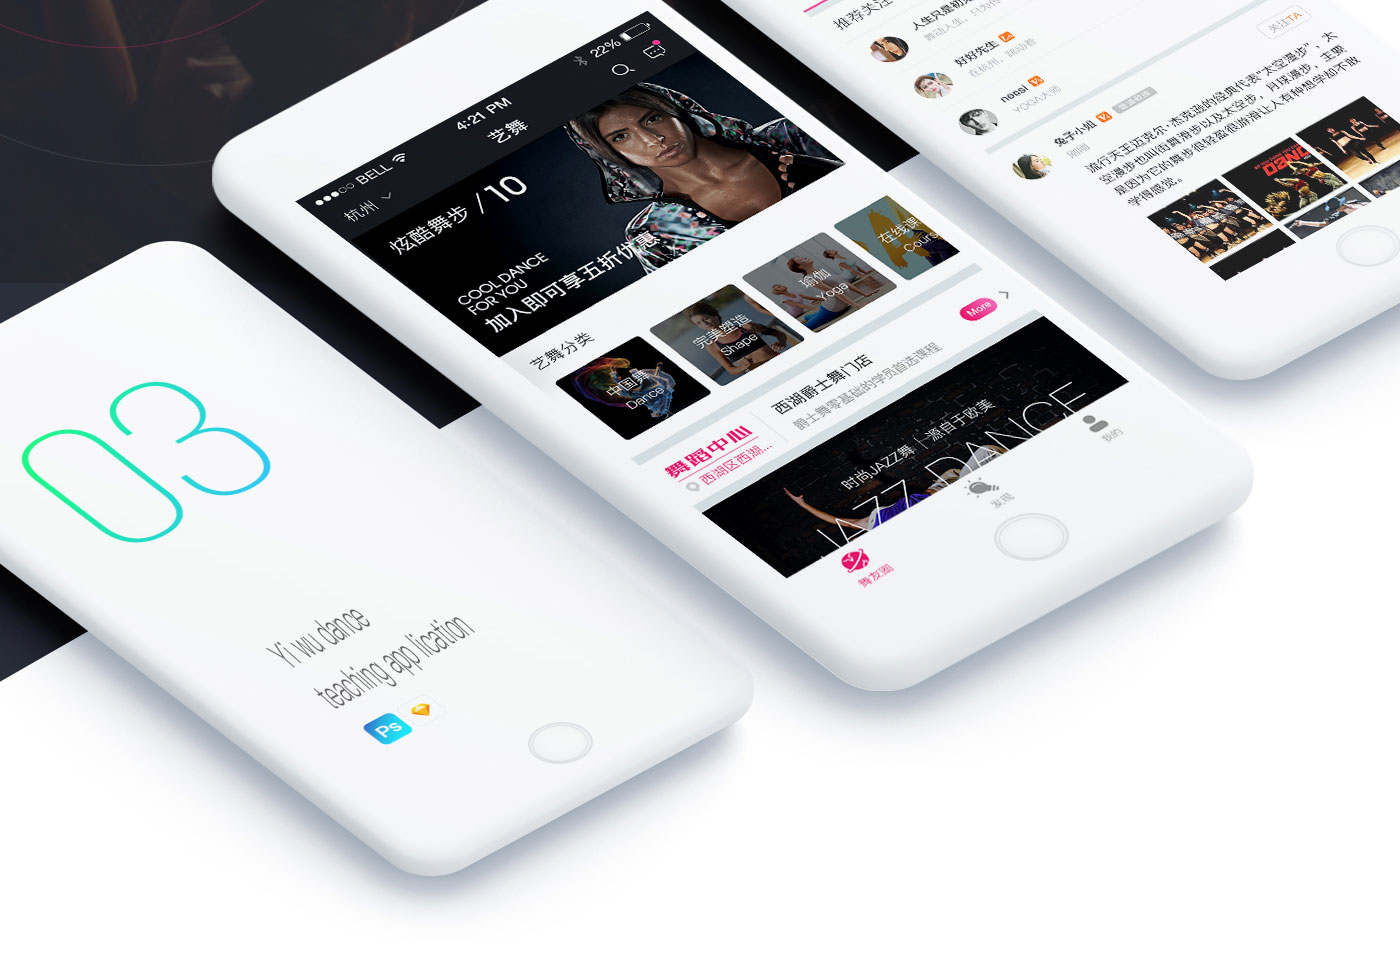 03
Yi wu dance
teaching app lication
Ps
BELL
4:21 PM
22%
杭州
艺舞
炫酷舞步 / 10
COOL DANCE
FOR YOU
加入即可享五折优惠
艺舞分类
中国舞
Dance
完美塑造
Shape
瑜伽
Yoga
在线课
Cours
More
舞蹈中心
西湖区西湖...
西湖爵士舞门店
爵士舞零基础的学员首选课程
时尚JAZZ舞 | 源自于欧美
JAZZ DANCE
舞友圈
发现
我的
推荐关注
人生只是初见
舞动人生，只为你
好好先生
在杭州，跳动着
nossi
YOGA大师
关注TA
兔子小姐
刚刚
流行天王迈克尔·杰克逊的经典代表"太空漫步"，太
空漫步也叫街舞滑步以及太空步，月球漫步，主要
是因为它的舞步很轻盈很游滑让人有种想学却不敢
学得感觉。
DANC